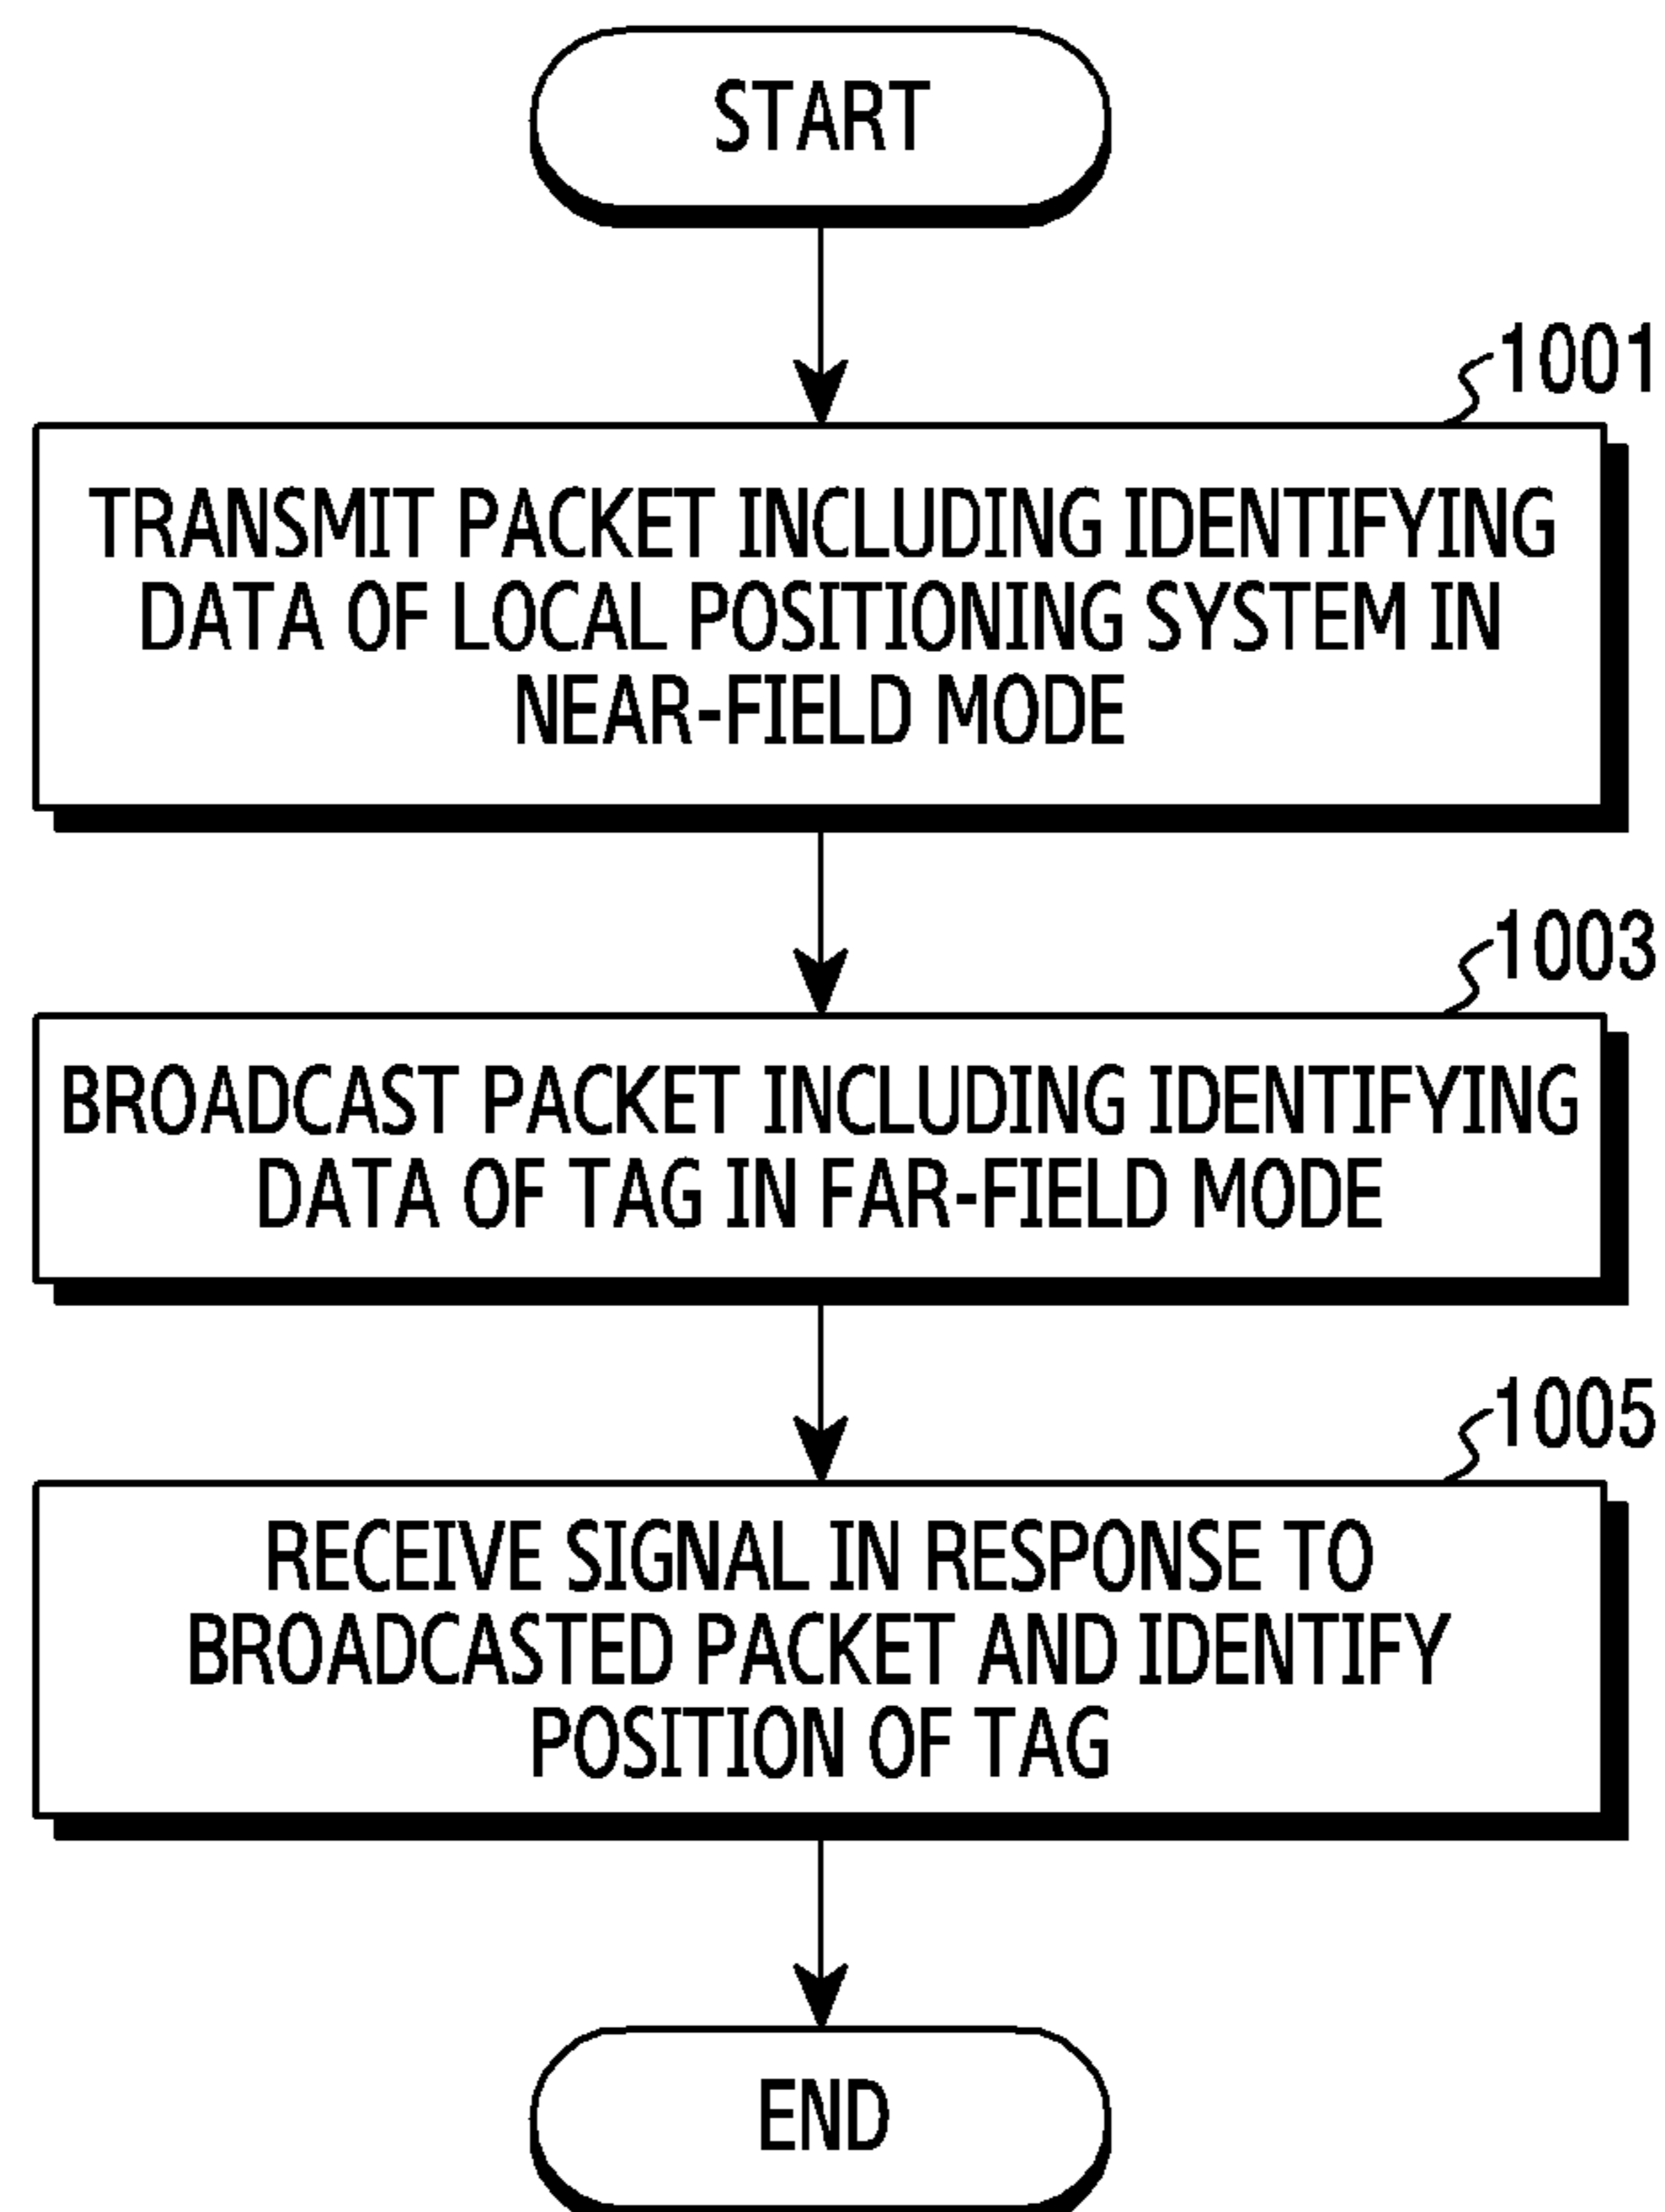 START
1001
TRANSMIT PACKET INCLUDING IDENTIFYING
DATA OF LOCAL POSITIONING SYSTEM IN
NEAR-FIELD MODE
1003
BROADCAST PACKET INCLUDING IDENTIFYING
DATA OF TAG IN FAR-FIELD MODE
1005
RECEIVE SIGNAL IN RESPONSE TO
BROADCASTED PACKET AND IDENTIFY
POSITION OF TAG
END